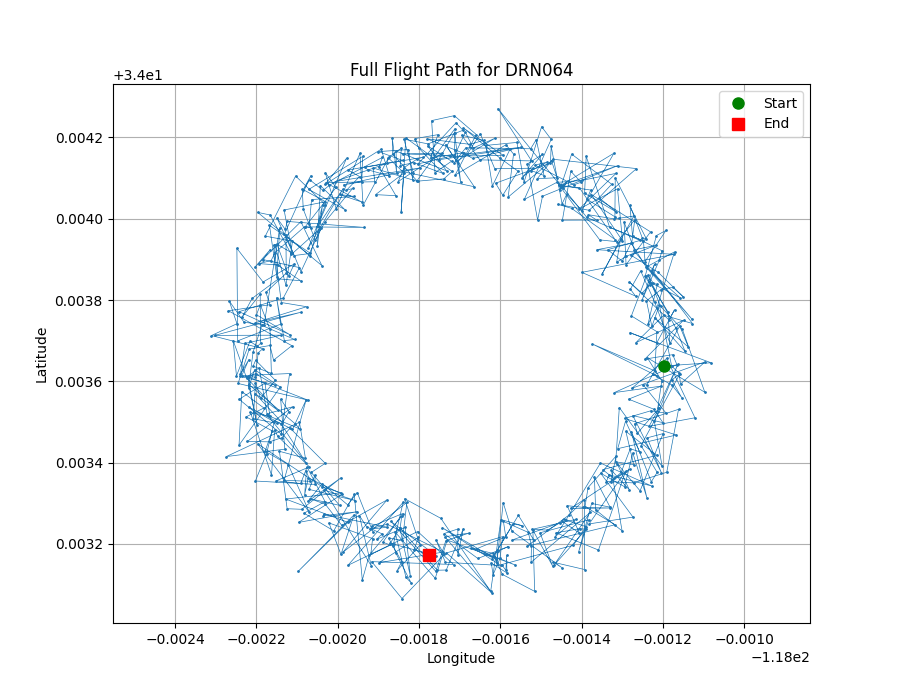 Full Flight Path for DRN064
+3.4e1
Start
End
0.0042
0.0040
0.0038
0.0036
0.0034
0.0032
Latitude
−0.0024
−0.0022
−0.0020
−0.0018
−0.0016
−0.0014
−0.0012
−0.0010
Longitude
−1.18e2